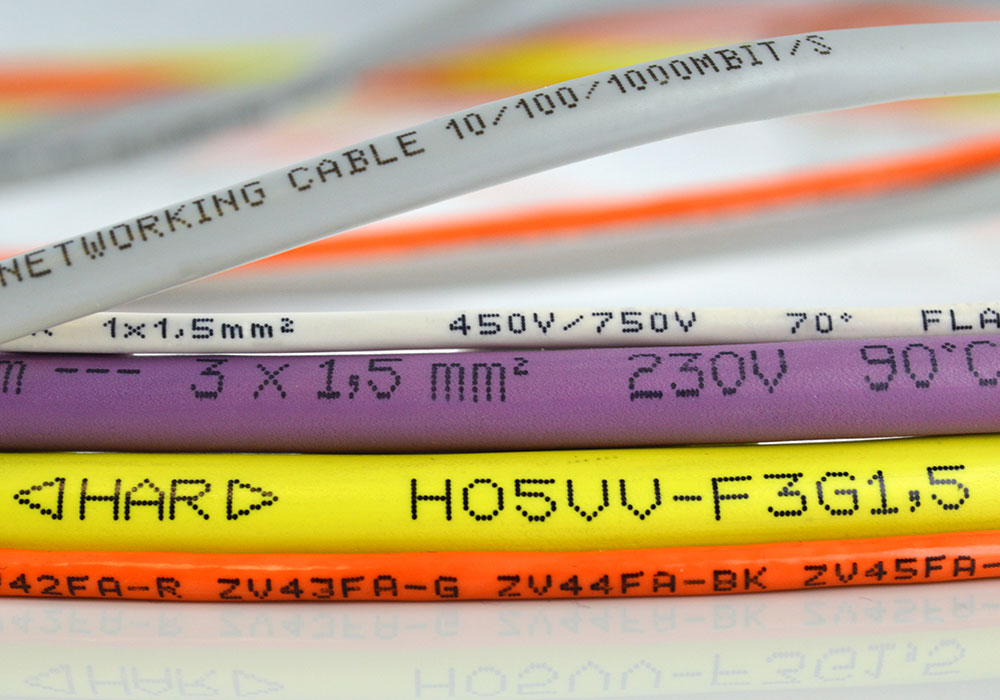 NETWORKING CABLE 10/100/1000MBIT/S
1x1.5mm² 450V/750V 70° FLA
m --- 3 x 1,5 mm² 230V 90°C
◁HAR▷ H05VV-F3G1,5
V42FA-R ZV43FA-G ZV44FA-BK ZV45FA-